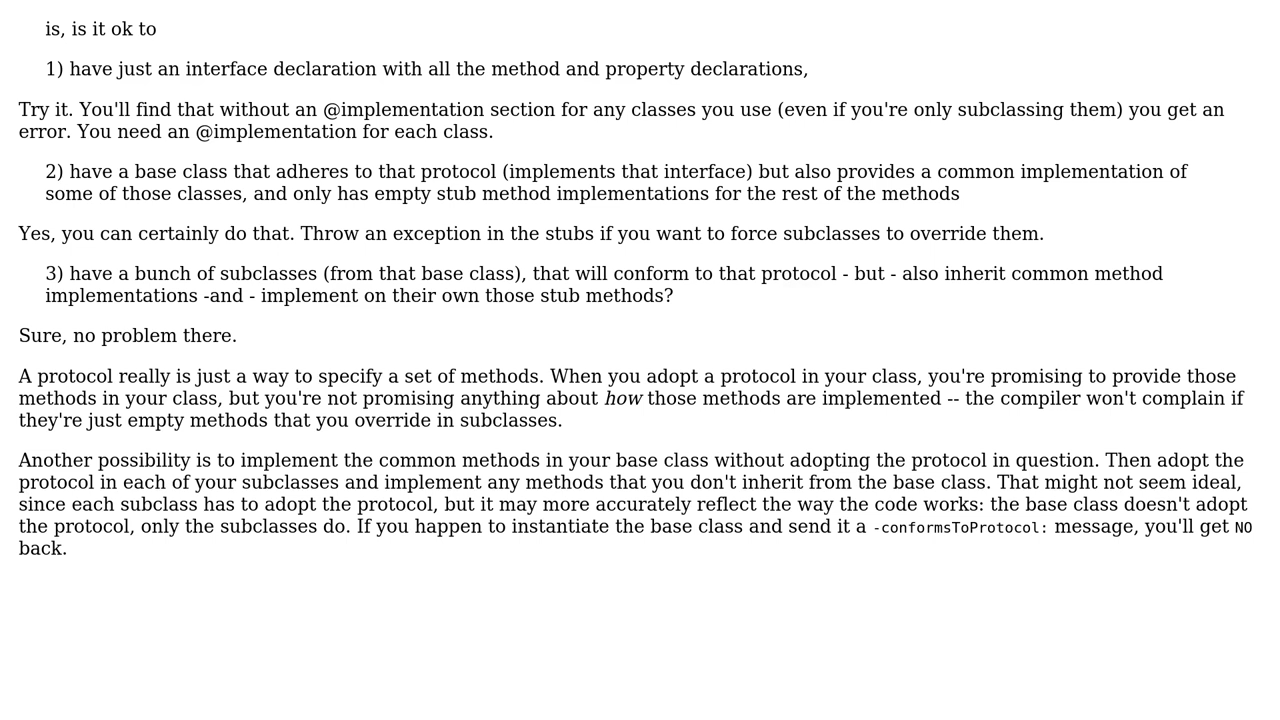 is, is it ok to
1) have just an interface declaration with all the method and property declarations,
Try it. You'll find that without an @implementation section for any classes you use (even if you're only subclassing them) you get an
error. You need an @implementation for each class.
2) have a base class that adheres to that protocol (implements that interface) but also provides a common implementation of
some of those classes, and only has empty stub method implementations for the rest of the methods
Yes, you can certainly do that. Throw an exception in the stubs if you want to force subclasses to override them.
3) have a bunch of subclasses (from that base class), that will conform to that protocol - but - also inherit common method
implementations -and - implement on their own those stub methods?
Sure, no problem there.
A protocol really is just a way to specify a set of methods. When you adopt a protocol in your class, you're promising to provide those
methods in your class, but you're not promising anything about how those methods are implemented -- the compiler won't complain if
they're just empty methods that you override in subclasses.
Another possibility is to implement the common methods in your base class without adopting the protocol in question. Then adopt the
protocol in each of your subclasses and implement any methods that you don't inherit from the base class. That might not seem ideal,
since each subclass has to adopt the protocol, but it may more accurately reflect the way the code works: the base class doesn't adopt
the protocol, only the subclasses do. If you happen to instantiate the base class and send it a -conformsToProtocol: message, you'll get NO
back.